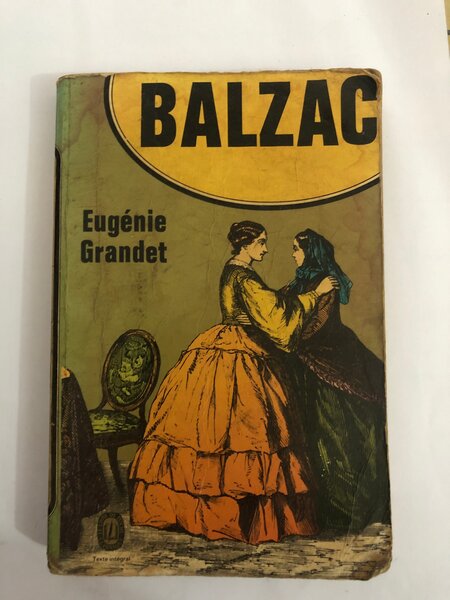 BALZAC
Eugénie
Grandet
Texte intégral